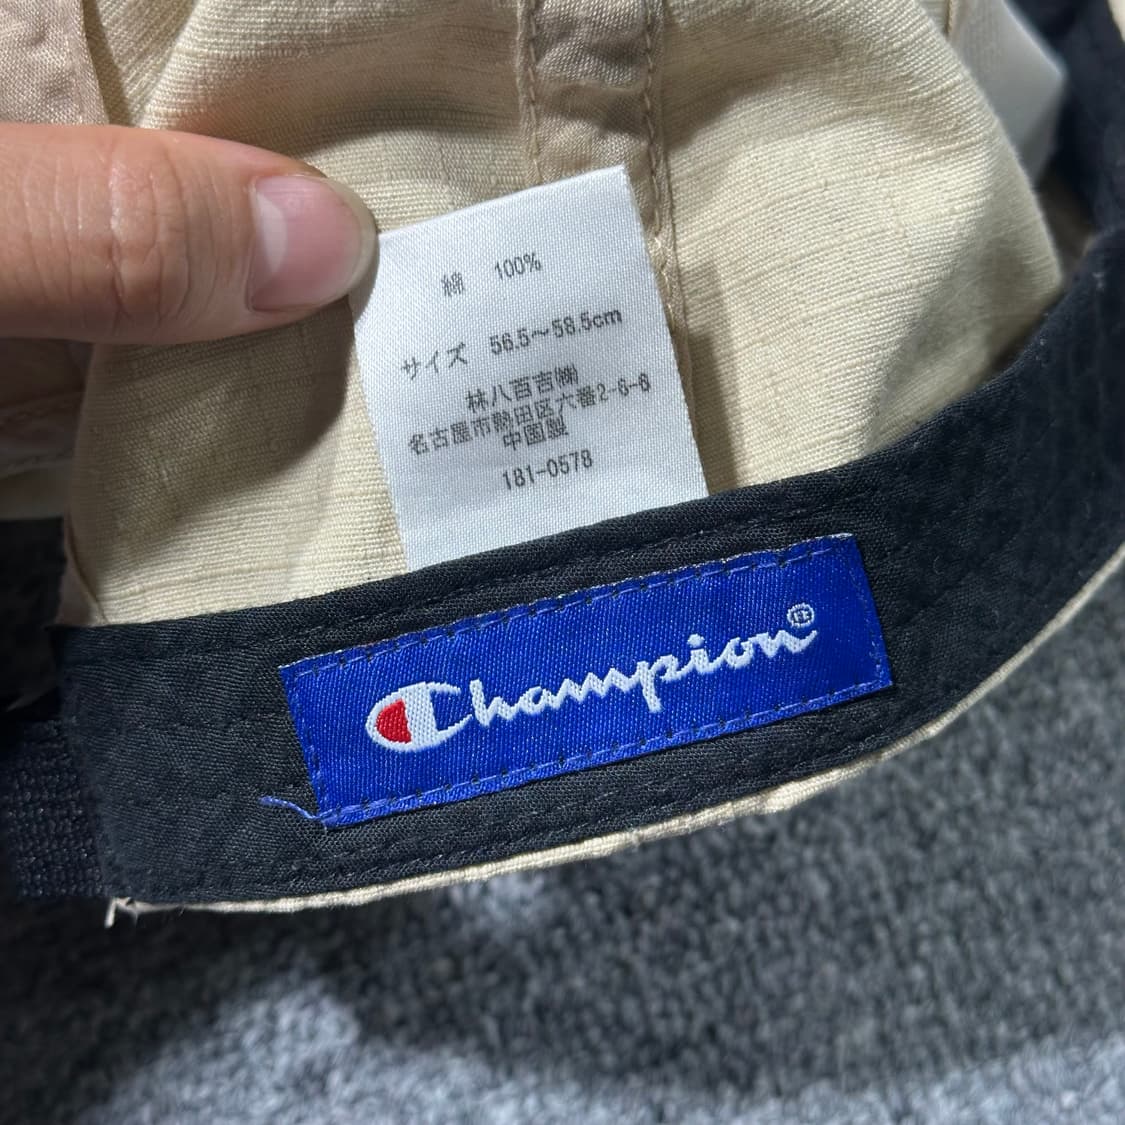 綿 100%
サイズ 56.5～58.5cm
林八百吉㈱
名古屋市熱田区六番2-6-6
中国製
181-0578
Champion®